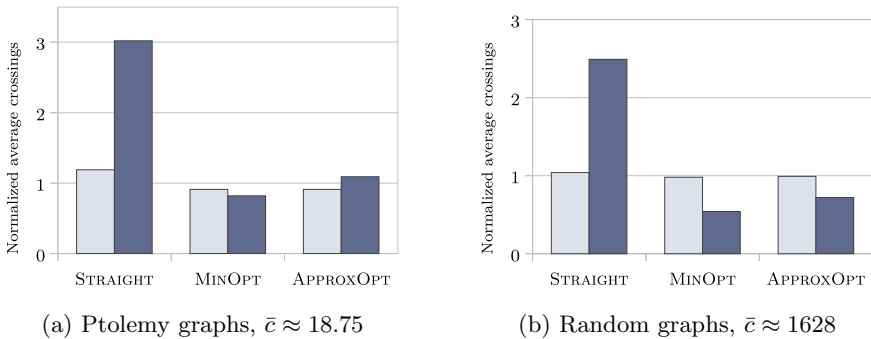 Normalized average crossings
3
2
1
0
STRAIGHT MINOPT APPROXOPT
(a) Ptolemy graphs, c̄ ≈ 18.75
Normalized average crossings
3
2
1
0
STRAIGHT MINOPT APPROXOPT
(b) Random graphs, c̄ ≈ 1628